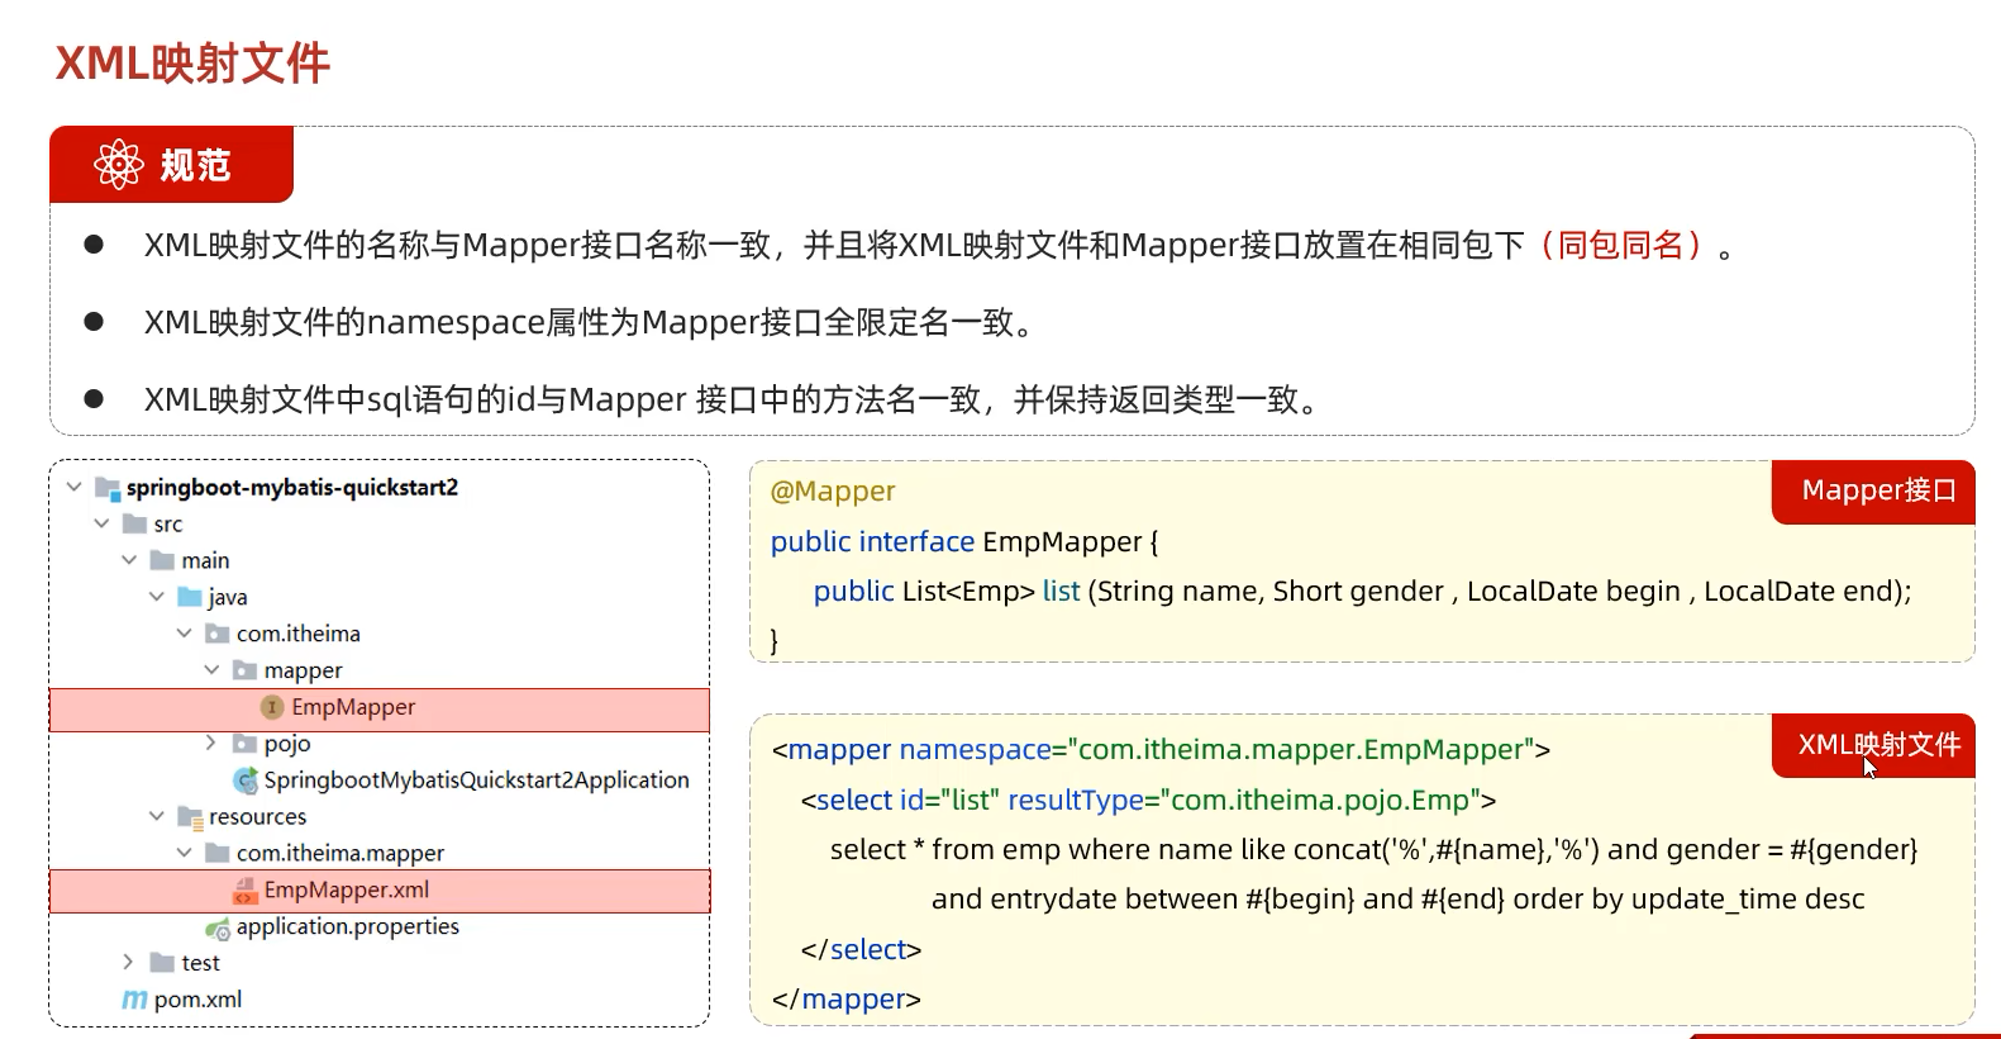 XML映射文件
规范
XML映射文件的名称与Mapper接口名称一致，并且将XML映射文件和Mapper接口放置在相同包下（同包同名）。
XML映射文件的namespace属性为Mapper接口全限定名一致。
XML映射文件中sql语句的id与Mapper 接口中的方法名一致，并保持返回类型一致。
springboot-mybatis-quickstart2
src
main
java
com.itheima
mapper
EmpMapper
pojo
SpringbootMybatisQuickstart2Application
resources
com.itheima.mapper
EmpMapper.xml
application.properties
test
pom.xml
Mapper接口
@Mapper
public interface EmpMapper {
public List<Emp> list (String name, Short gender , LocalDate begin , LocalDate end);
}
XML映射文件
<mapper namespace="com.itheima.mapper.EmpMapper">
<select id="list" resultType="com.itheima.pojo.Emp">
select * from emp where name like concat('%',#{name},'%') and gender = #{gender}
and entrydate between #{begin} and #{end} order by update_time desc
</select>
</mapper>